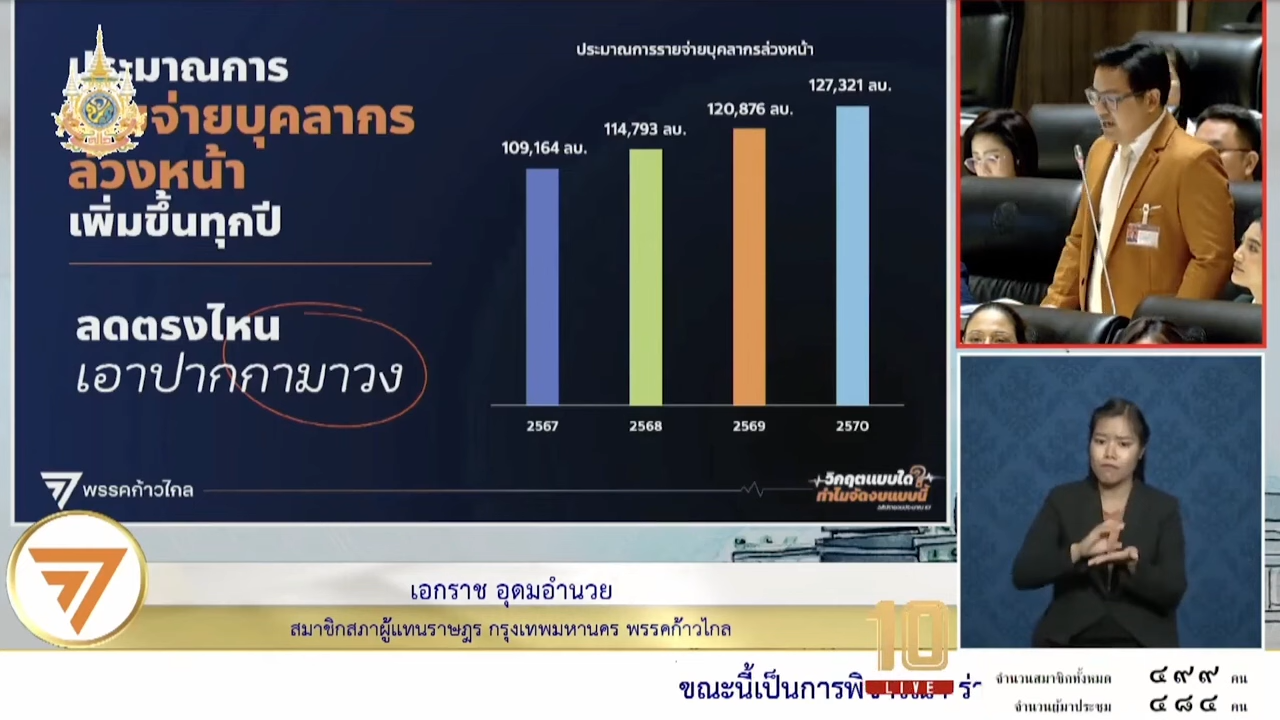 ประมาณการ
จ่ายบุคลากร
ล่วงหน้า
เพิ่มขึ้นทุกปี
ลดตรงไหน
เอาปากกามาวง
ประมาณการรายจ่ายบุคลากรล่วงหน้า
109,164 ลบ.
114,793 ลบ.
120,876 ลบ.
127,321 ลบ.
2567
2568
2569
2570
พรรคก้าวไกล
วิกฤตแบบใด?
ทำไมจัดงบแบบนี้
เอกราช อุดมอำนวย
สมาชิกสภาผู้แทนราษฎร กรุงเทพมหานคร พรรคก้าวไกล
10
LIVE
ขณะนี้เป็นการพิ
จำนวนสมาชิกทั้งหมด ๔๙๙ คน
จำนวนผู้มาประชุม ๔๘๔ คน